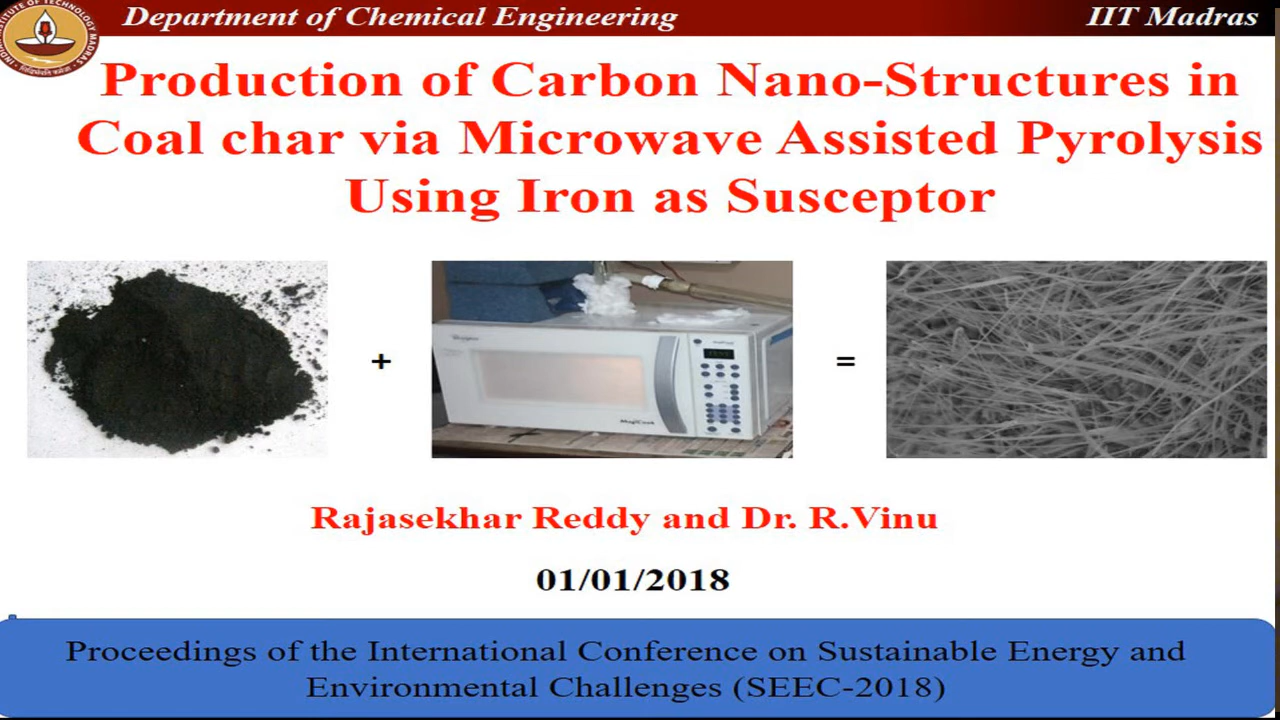 Department of Chemical Engineering
IIT Madras
Production of Carbon Nano-Structures in
Coal char via Microwave Assisted Pyrolysis
Using Iron as Susceptor
+
=
Rajasekhar Reddy and Dr. R.Vinu
01/01/2018
Proceedings of the International Conference on Sustainable Energy and
Environmental Challenges (SEEC-2018)